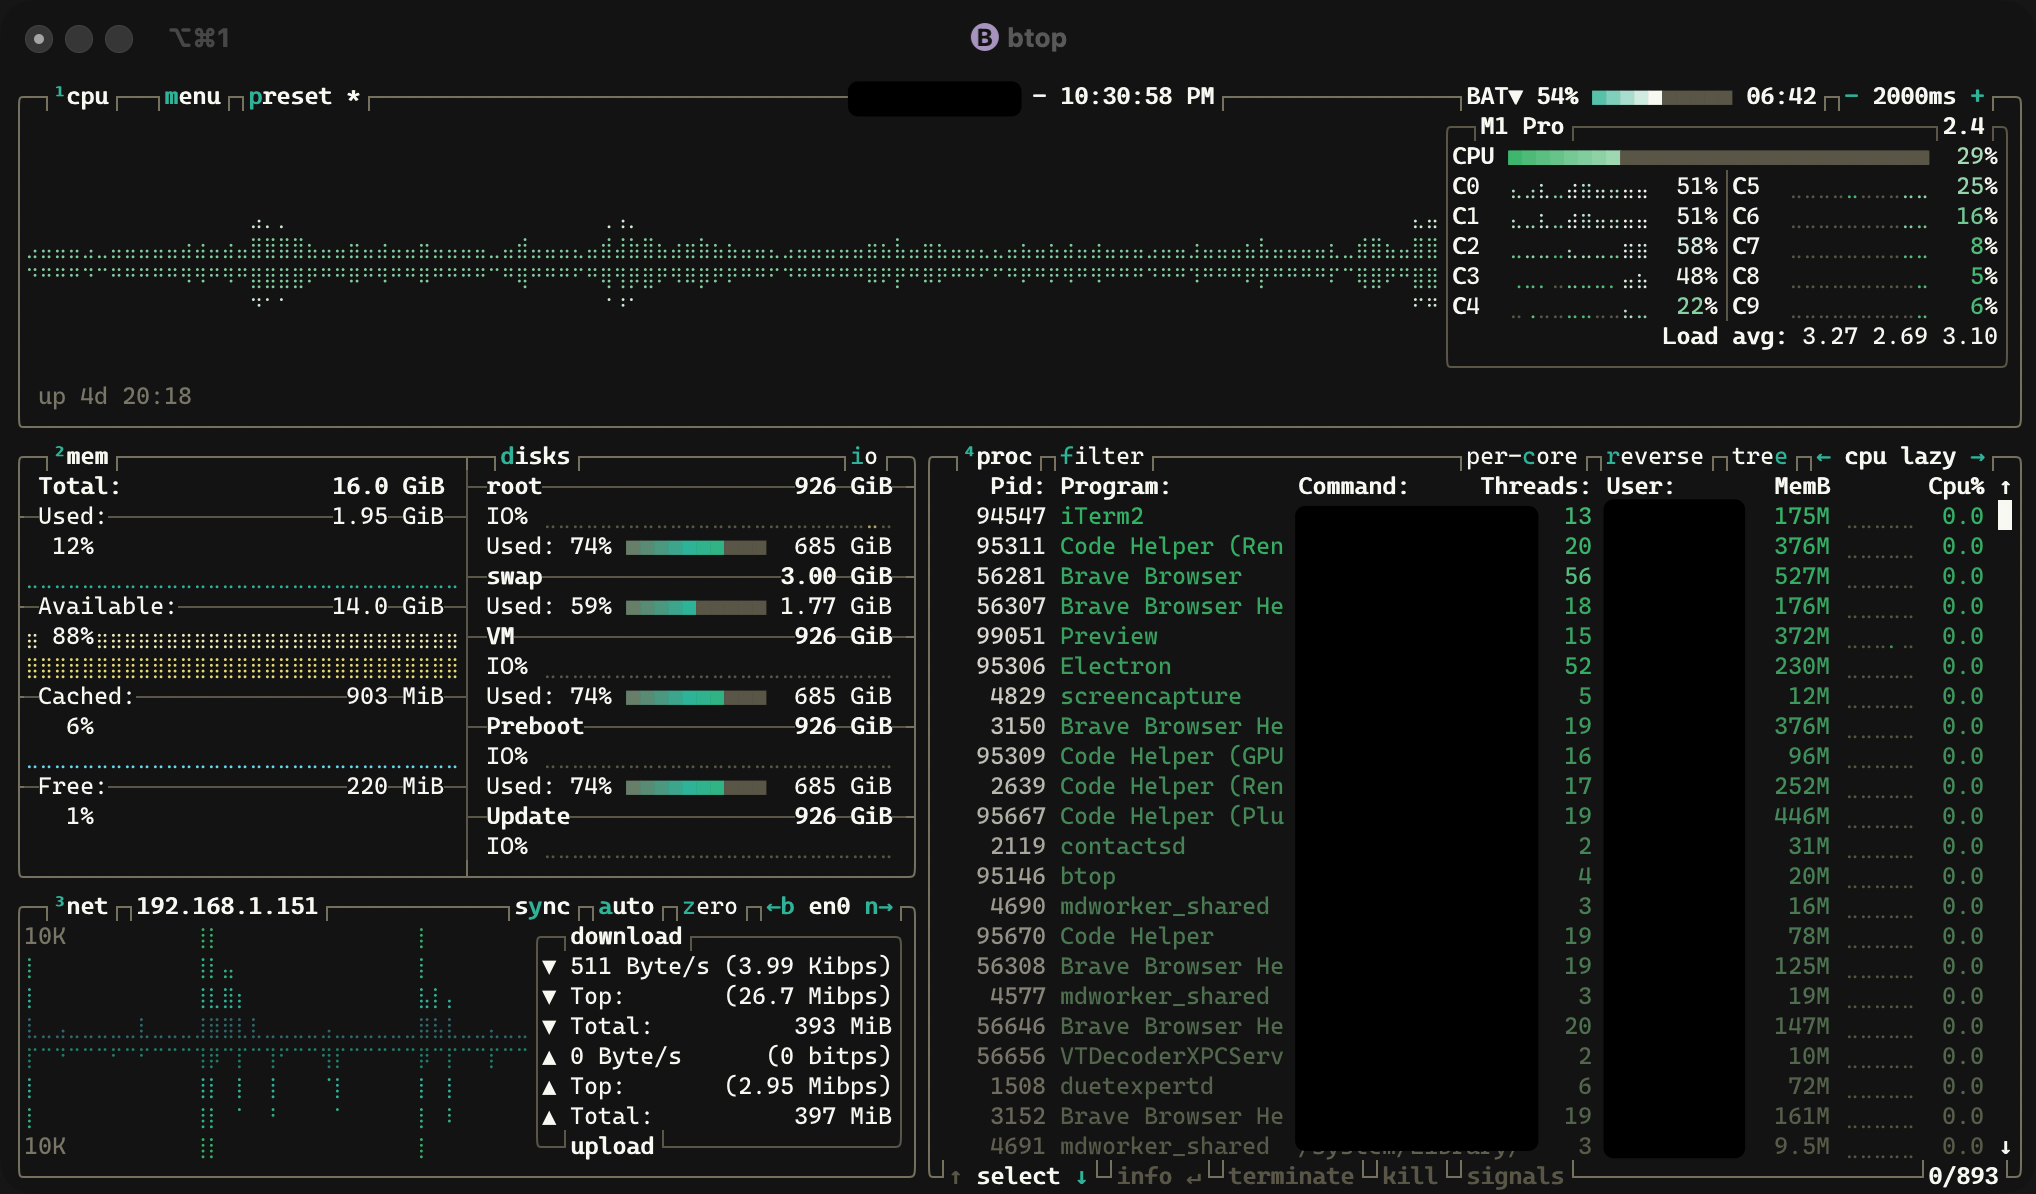 ⌥⌘1 B btop
¹cpu menu preset * - 10:30:58 PM BAT▼ 54% 06:42 - 2000ms +
M1 Pro 2.4
CPU 29%
C0 51% C5 25%
C1 51% C6 16%
C2 58% C7 8%
C3 48% C8 5%
C4 22% C9 6%
Load avg: 3.27 2.69 3.10
up 4d 20:18
²mem
Total: 16.0 GiB
Used: 1.95 GiB
12%
Available: 14.0 GiB
88%
Cached: 903 MiB
6%
Free: 220 MiB
1%
disks io
root 926 GiB
IO%
Used: 74% 685 GiB
swap 3.00 GiB
Used: 59% 1.77 GiB
VM 926 GiB
IO%
Used: 74% 685 GiB
Preboot 926 GiB
IO%
Used: 74% 685 GiB
Update 926 GiB
IO%
³net 192.168.1.151 sync auto zero ←b en0 n→
10K
download
▼ 511 Byte/s (3.99 Kibps)
▼ Top: (26.7 Mibps)
▼ Total: 393 MiB
▲ 0 Byte/s (0 bitps)
▲ Top: (2.95 Mibps)
▲ Total: 397 MiB
upload
10K
⁴proc filter per-core reverse tree ← cpu lazy →
Pid: Program: Command: Threads: User: MemB Cpu% ↑
94547 iTerm2 13 175M 0.0
95311 Code Helper (Ren 20 376M 0.0
56281 Brave Browser 56 527M 0.0
56307 Brave Browser He 18 176M 0.0
99051 Preview 15 372M 0.0
95306 Electron 52 230M 0.0
4829 screencapture 5 12M 0.0
3150 Brave Browser He 19 376M 0.0
95309 Code Helper (GPU 16 96M 0.0
2639 Code Helper (Ren 17 252M 0.0
95667 Code Helper (Plu 19 446M 0.0
2119 contactsd 2 31M 0.0
95146 btop 4 20M 0.0
4690 mdworker_shared 3 16M 0.0
95670 Code Helper 19 78M 0.0
56308 Brave Browser He 19 125M 0.0
4577 mdworker_shared 3 19M 0.0
56646 Brave Browser He 20 147M 0.0
56656 VTDecoderXPCServ 2 10M 0.0
1508 duetexpertd 6 72M 0.0
3152 Brave Browser He 19 161M 0.0
4691 mdworker_shared 3 9.5M 0.0 ↓
↑ select ↓ info ↵ terminate kill signals 0/893